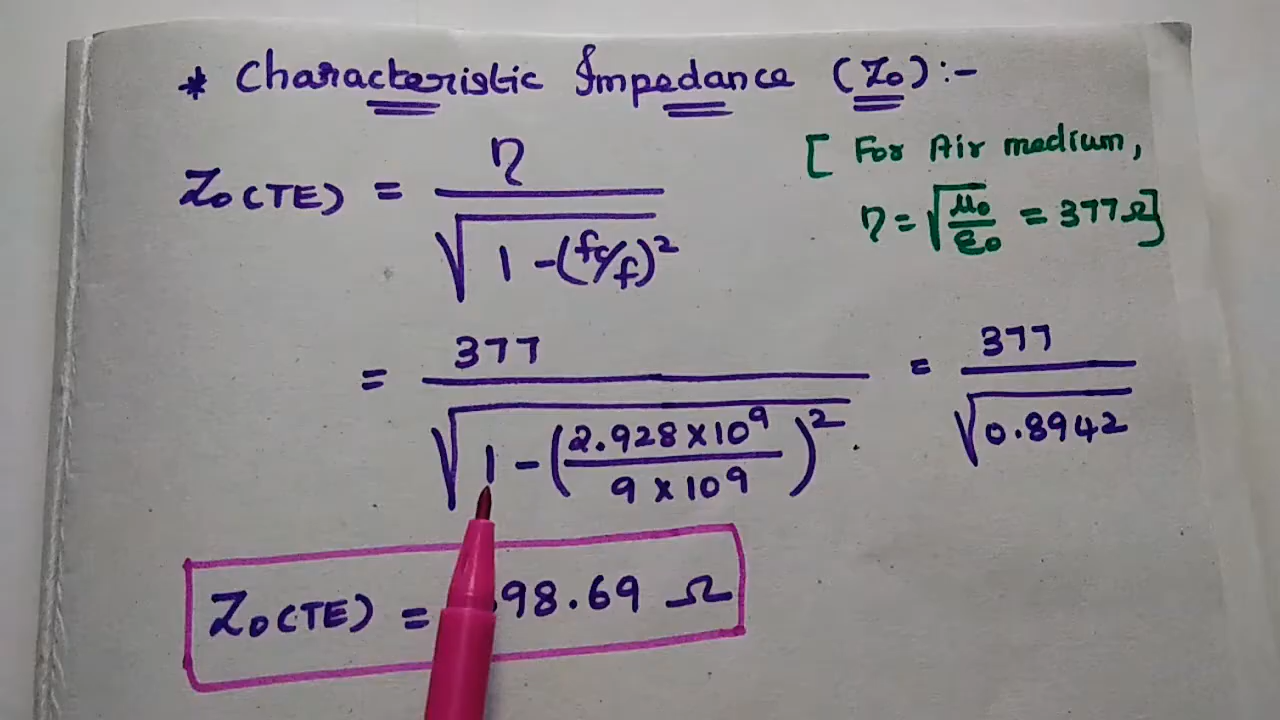 * Characteristic Impedance (Z₀):-
[ For Air medium,
η = √(μ₀/ε₀) = 377Ω]
Z₀(TE) = η / √(1-(fc/f)²)
= 377 / √(1 - (2.928×10⁹ / 9×10⁹)²) = 377 / √0.8942
Z₀(TE) = 98.69 Ω